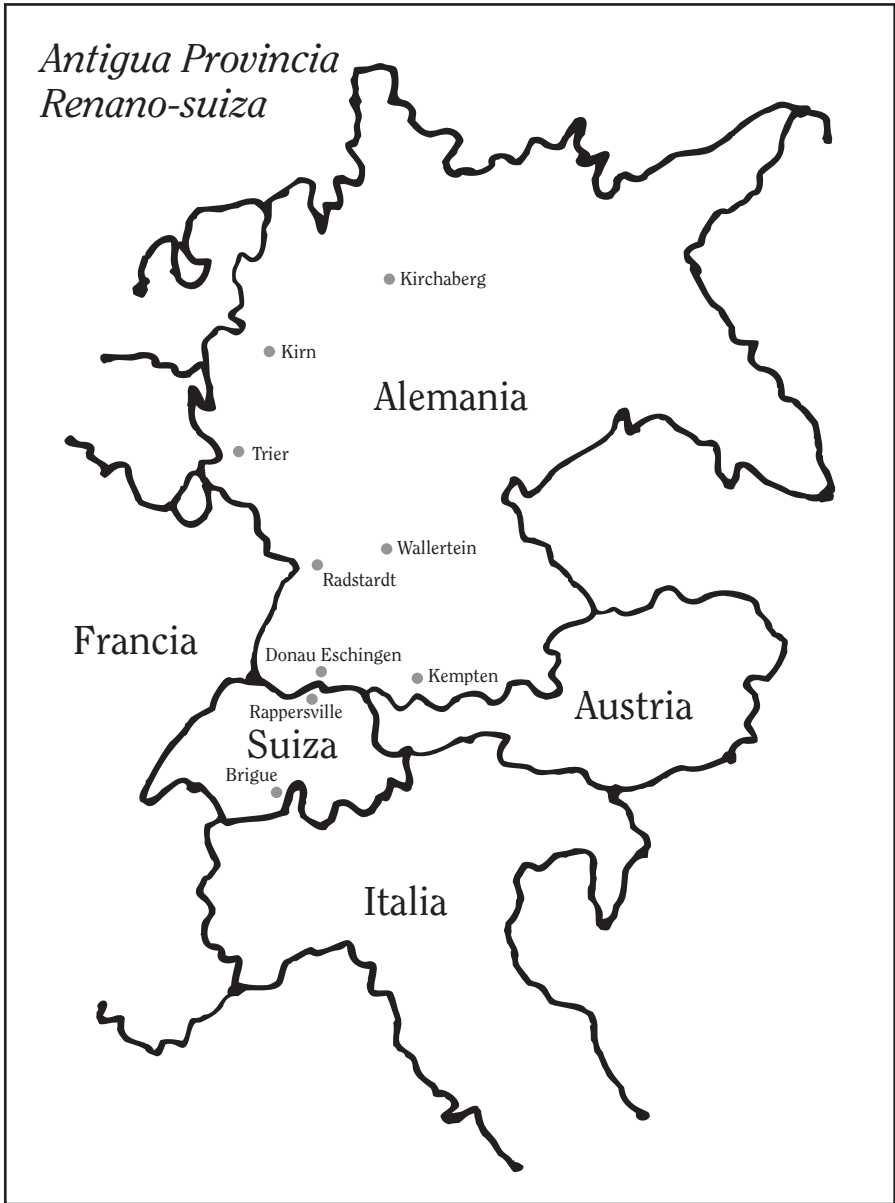 Antigua Provincia
Renano-suiza
Kirchaberg
Kirn
Alemania
Trier
Wallertein
Radstardt
Francia
Donau Eschingen
Kempten
Rappersville
Austria
Suiza
Brigue
Italia